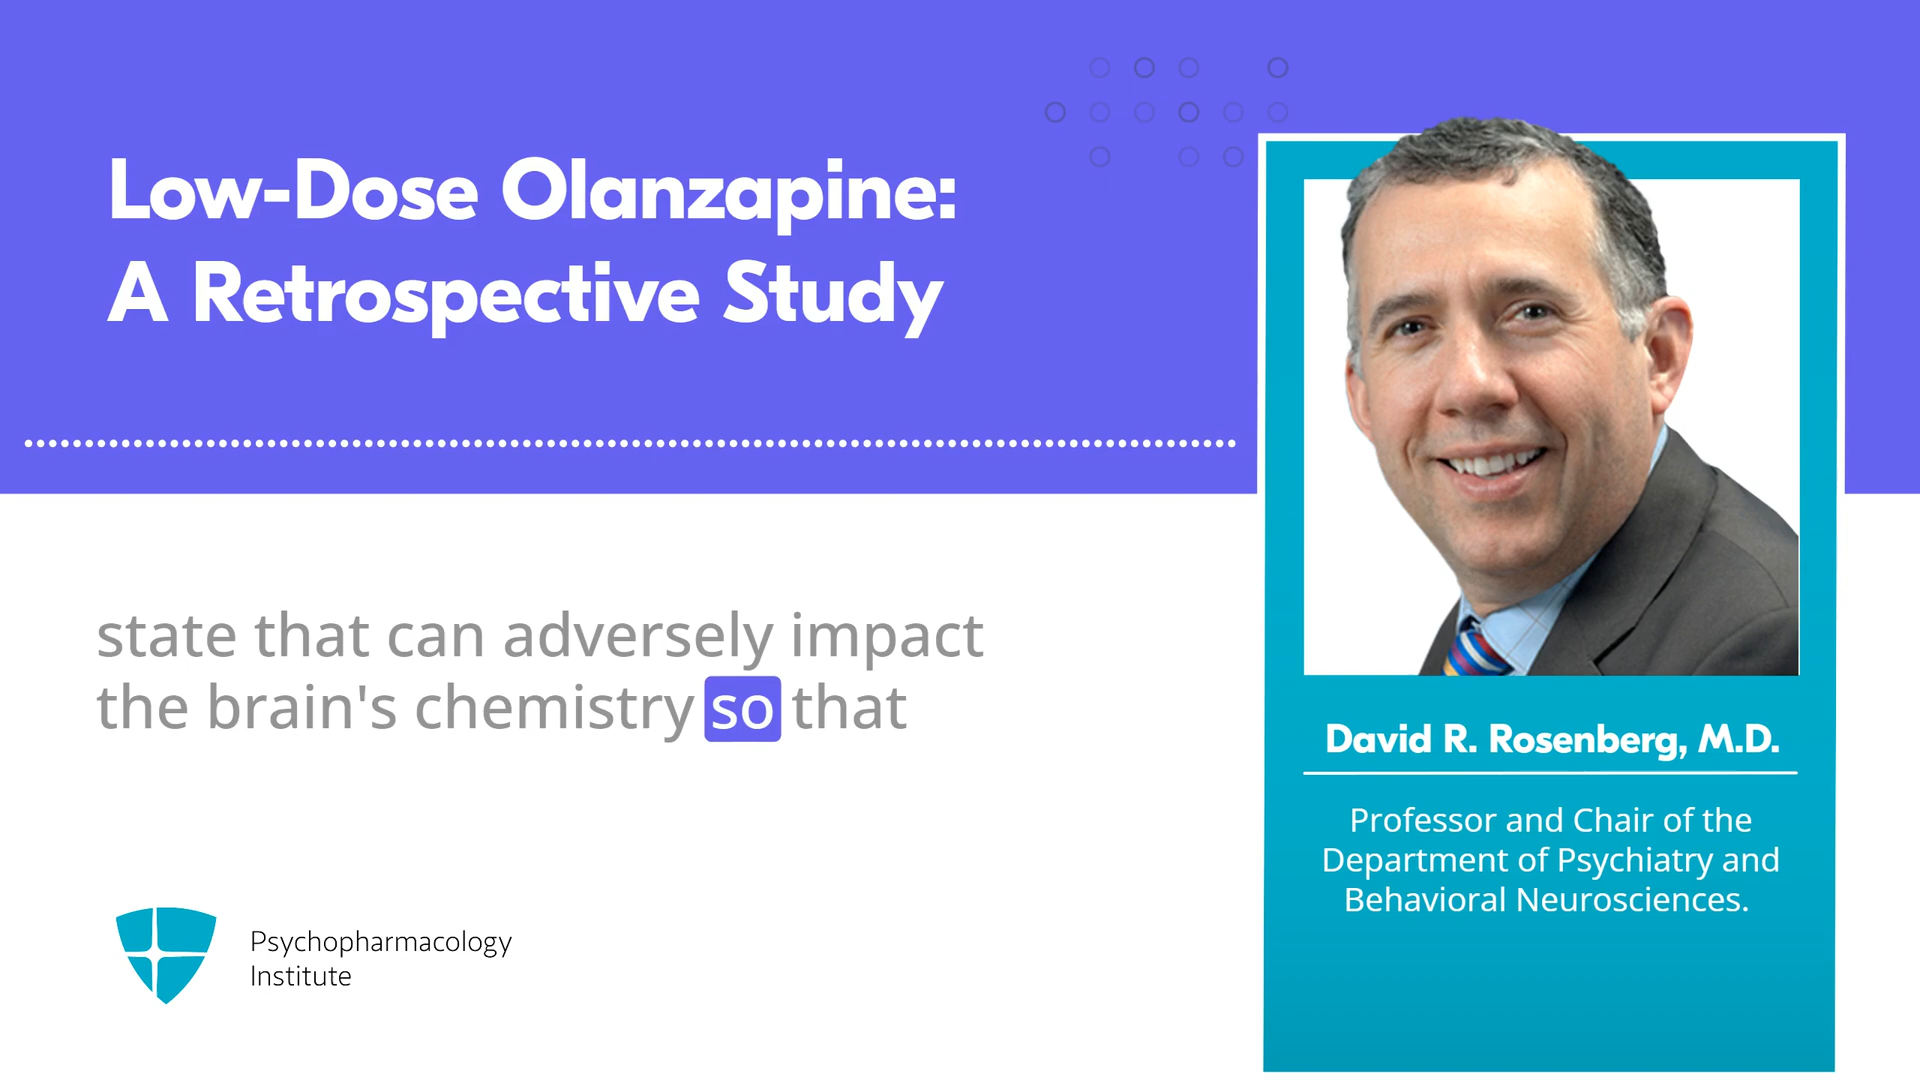 Low-Dose Olanzapine:
A Retrospective Study
state that can adversely impact
the brain's chemistry so that
Psychopharmacology
Institute
David R. Rosenberg, M.D.
Professor and Chair of the
Department of Psychiatry and
Behavioral Neurosciences.